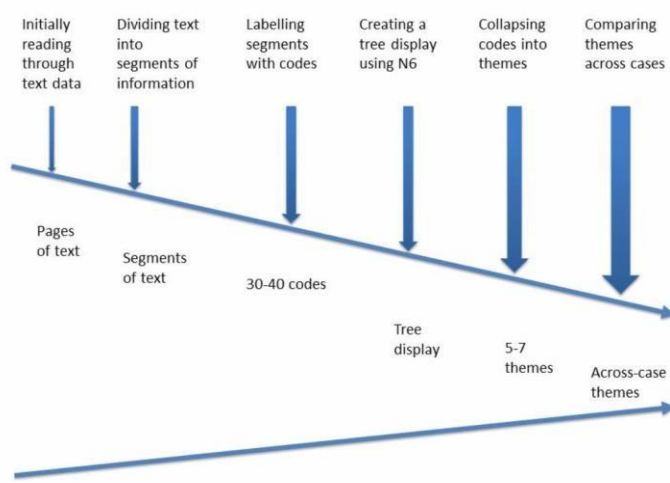 Initially
reading
through
text data
Dividing text
into
segments of
information
Labelling
segments
with codes
Creating a
tree display
using N6
Collapsing
codes into
themes
Comparing
themes
across cases
Pages
of text
Segments
of text
30-40 codes
Tree
display
5-7
themes
Across-case
themes